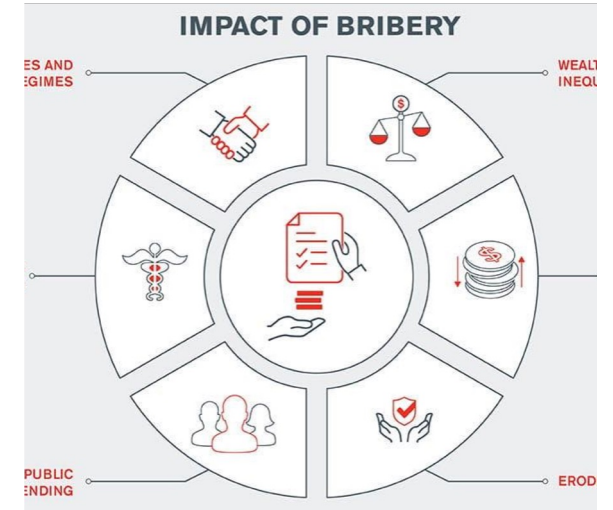 IMPACT OF BRIBERY
ES AND
EGIMES
WEALT
INEQU
$
$
PUBLIC
ENDING
EROD